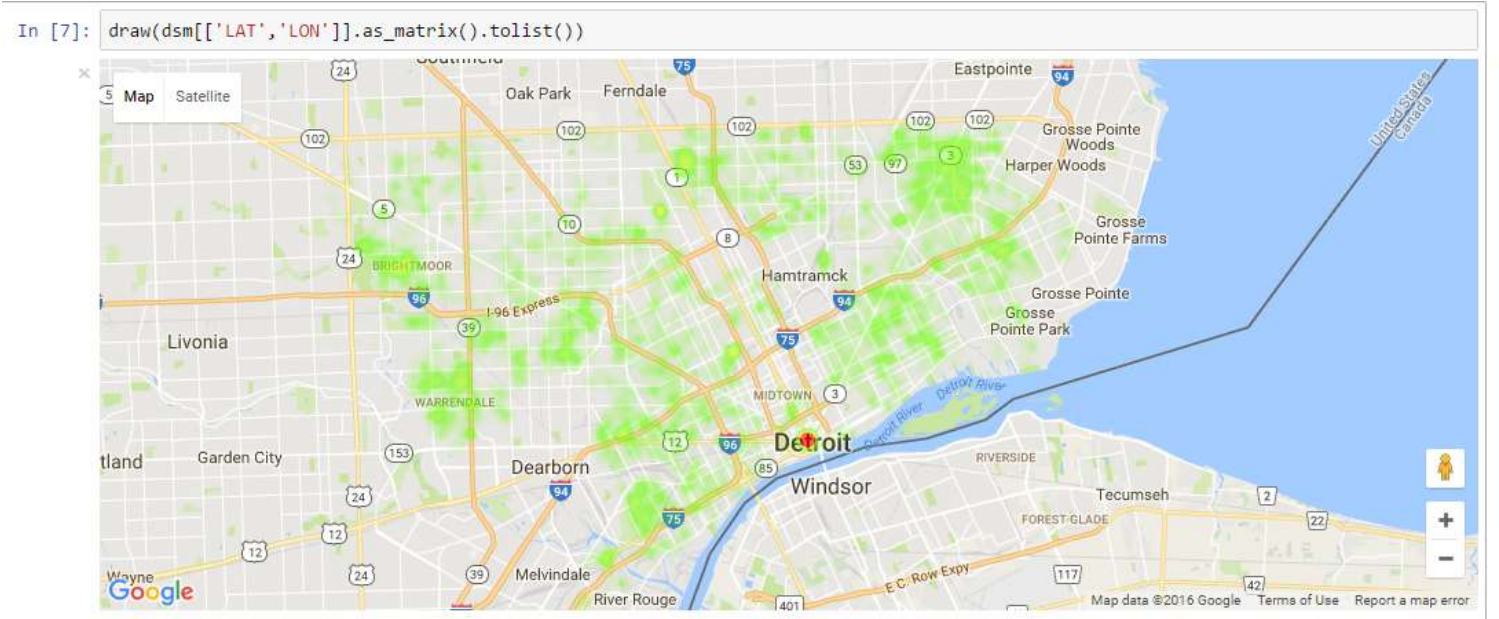 In [7]: draw(dsm[['LAT','LON']].as_matrix().tolist())
×
Map Satellite
Southfield
24
75
Eastpointe
94
5
Oak Park
Ferndale
102
102
102
102
102
Grosse Pointe
Woods
53
97
3
Harper Woods
1
5
10
Grosse
Pointe Farms
8
24
BRIGHTMOOR
Hamtramck
96
I-96 Express
94
Grosse Pointe
39
Grosse
Pointe Park
Livonia
75
United States
Canada
WARRENDALE
MIDTOWN
3
Detroit River
Detroit River
12
96
Detroit
153
Garden City
tland
Dearborn
85
RIVERSIDE
94
Windsor
24
Tecumseh
2
75
FOREST GLADE
22
12
12
Wayne
24
39
Melvindale
E C Row Expy
117
42
Google
River Rouge
401
+
−
Map data ©2016 Google Terms of Use Report a map error